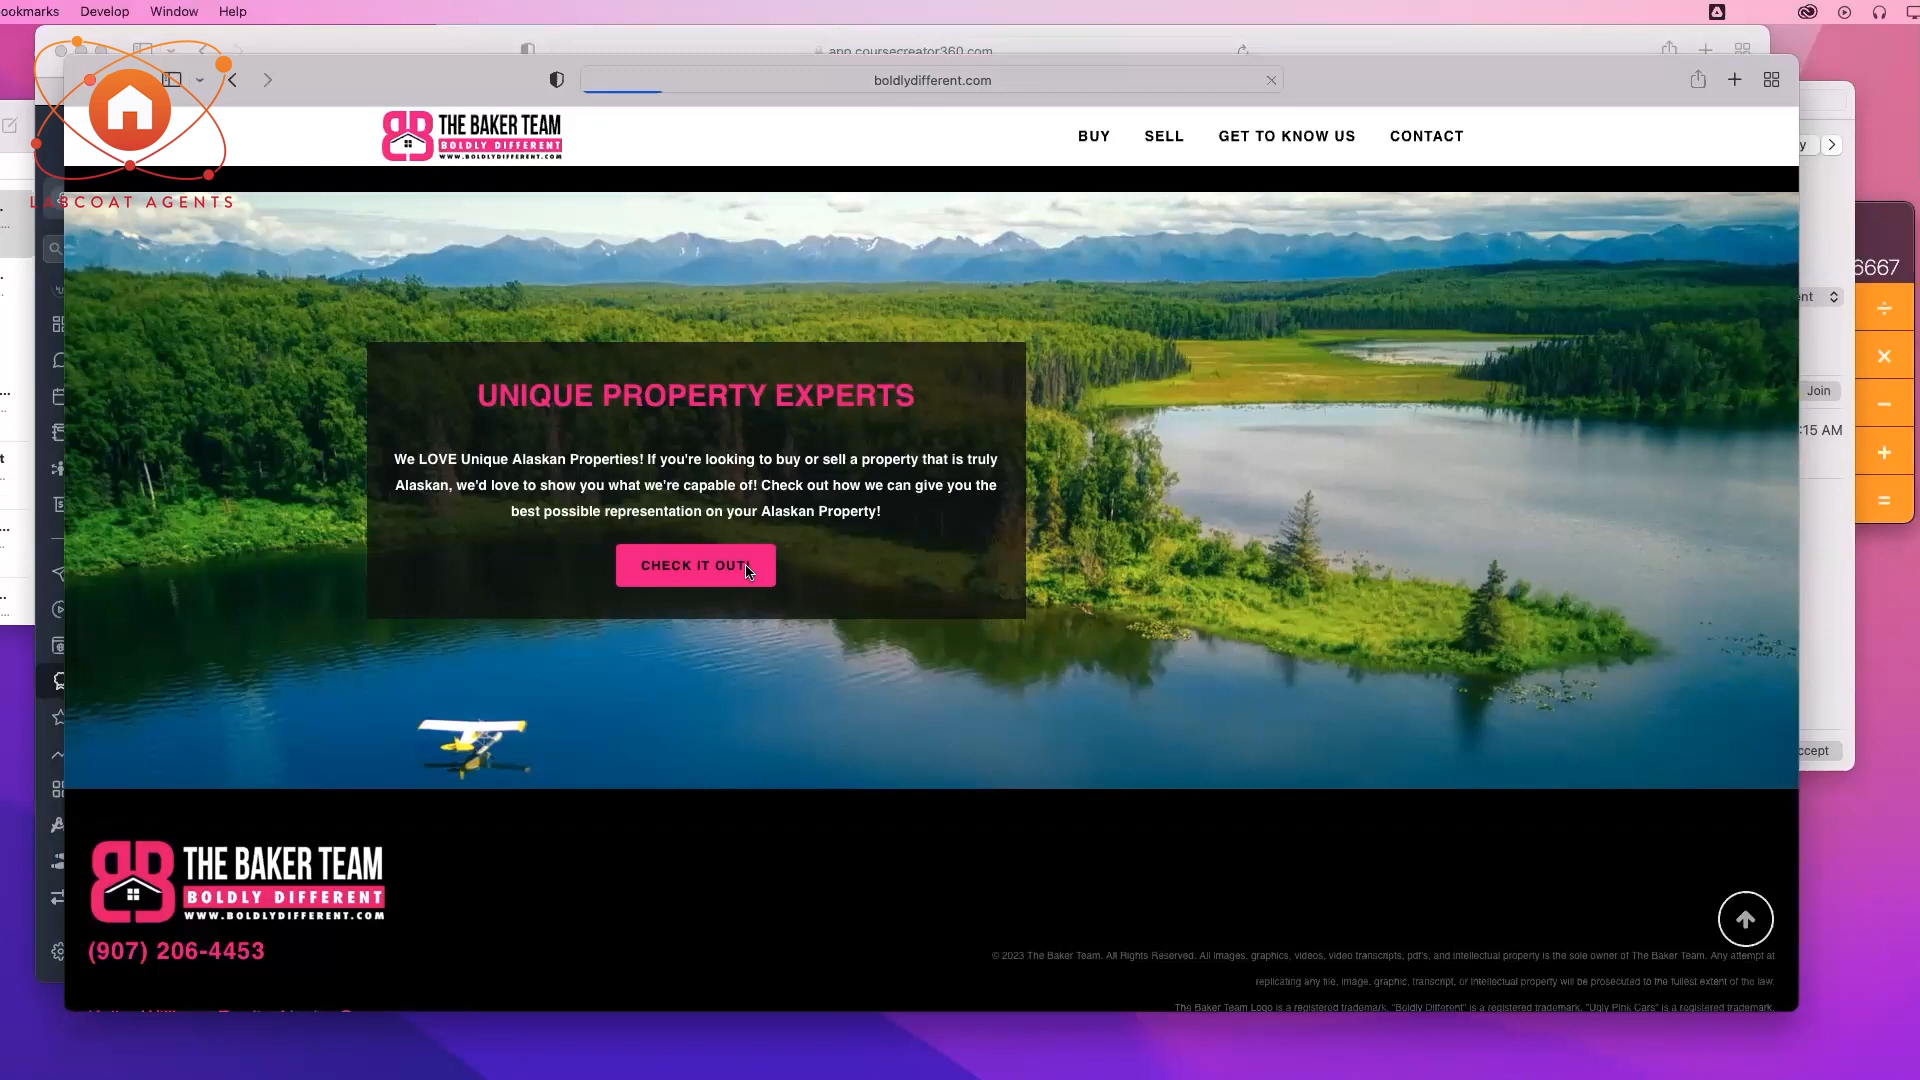 ookmarks Develop Window Help
app.coursecreator360.com
boldlydifferent.com
LABCOAT AGENTS
THE BAKER TEAM
BOLDLY DIFFERENT
WWW.BOLDLYDIFFERENT.COM
BUY SELL GET TO KNOW US CONTACT
y
6667
nt
Join
:15 AM
ccept
UNIQUE PROPERTY EXPERTS
We LOVE Unique Alaskan Properties! If you're looking to buy or sell a property that is truly
Alaskan, we'd love to show you what we're capable of! Check out how we can give you the
best possible representation on your Alaskan Property!
CHECK IT OUT!
THE BAKER TEAM
BOLDLY DIFFERENT
WWW.BOLDLYDIFFERENT.COM
(907) 206-4453
© 2023 The Baker Team. All Rights Reserved. All Images, graphics, videos, video transcripts, pdf's, and intellectual property is the sole owner of The Baker Team. Any attempt at
replicating any file, image, graphic, transcript, or intellectual property will be prosecuted to the fullest extent of the law.
The Baker Team Logo is a registered trademark. "Boldly Different" is a registered trademark. "Ugly Pink Cars" is a registered trademark.